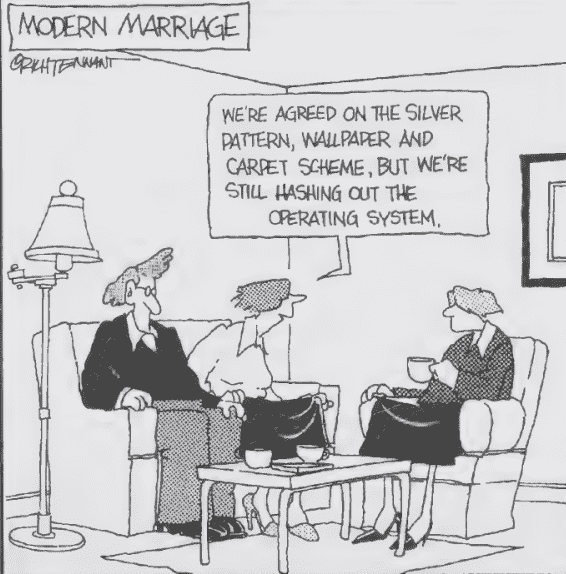 MODERN MARRIAGE
©RICHTENNANT
WE'RE AGREED ON THE SILVER
PATTERN, WALLPAPER AND
CARPET SCHEME, BUT WE'RE
STILL HASHING OUT THE
OPERATING SYSTEM.